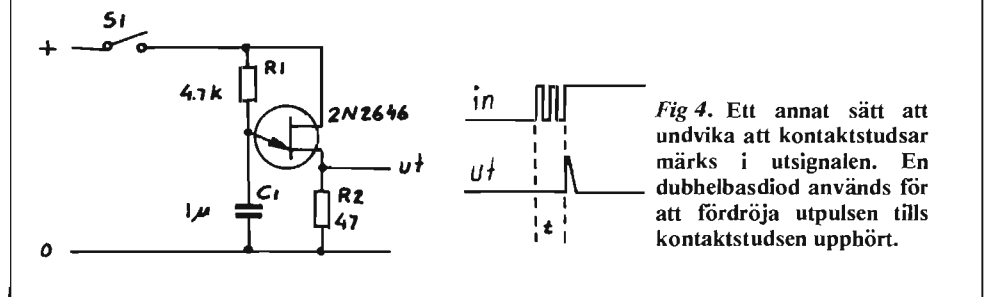 S1
+
R1
4.7K
2N2646
ut
C1
1μ
R2
47
0
in
ut
t
Fig 4. Ett annat sätt att
undvika att kontaktstudsar
märks i utsignalen. En
dubhelbasdiod används för
att fördröja utpulsen tills
kontaktstudsen upphört.